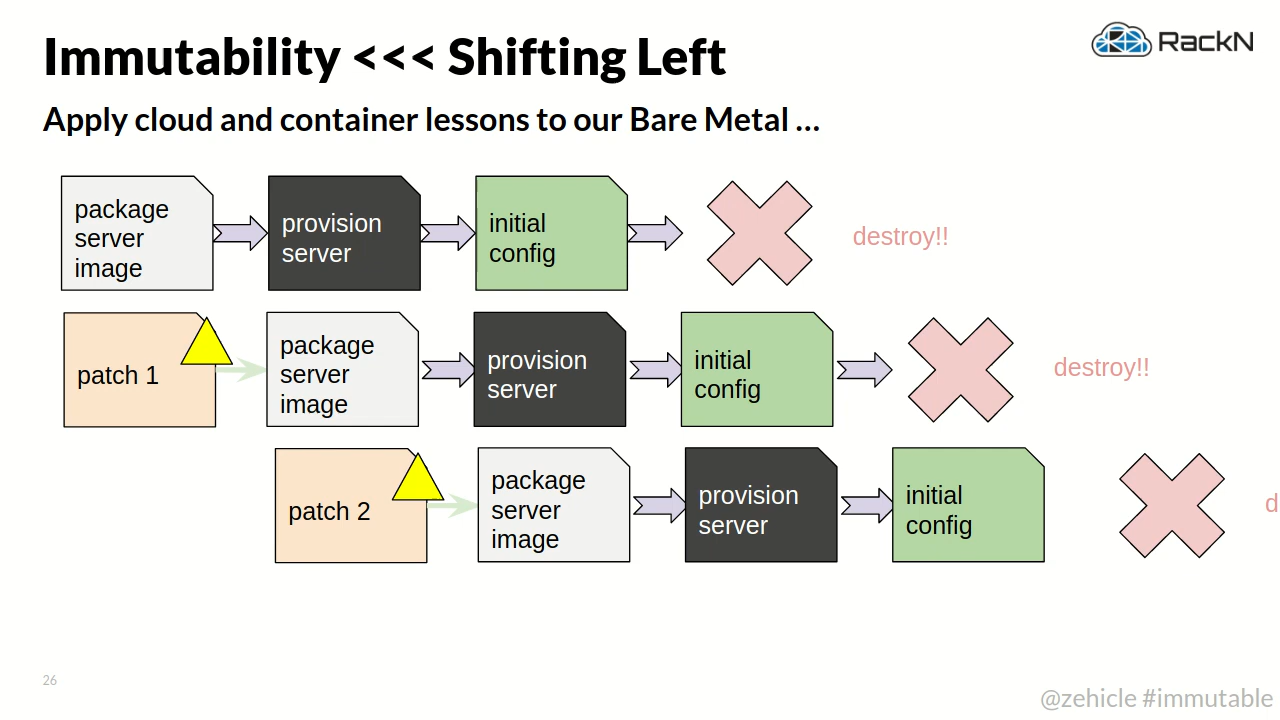 Immutability <<< Shifting Left
RackN
Apply cloud and container lessons to our Bare Metal ...
package
server
image
provision
server
initial
config
destroy!!
patch 1
package
server
image
provision
server
initial
config
destroy!!
patch 2
package
server
image
provision
server
initial
config
d
26
@zehicle #immutable